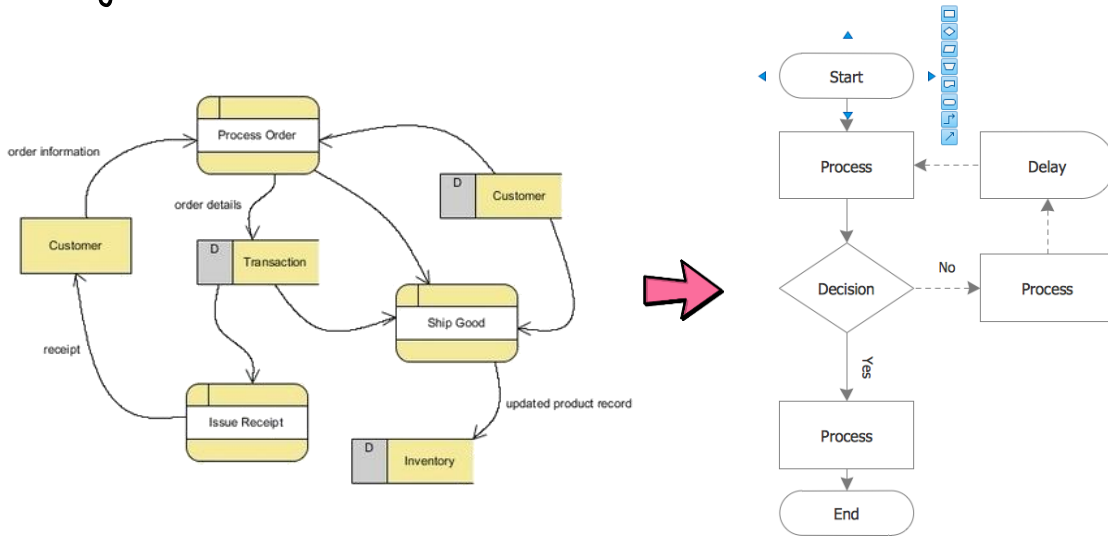 Process Order
order information
D
Customer
order details
Customer
D
Transaction
Ship Good
receipt
updated product record
Issue Receipt
D
Inventory
Start
Process
Delay
No
Decision
Process
Yes
Process
End